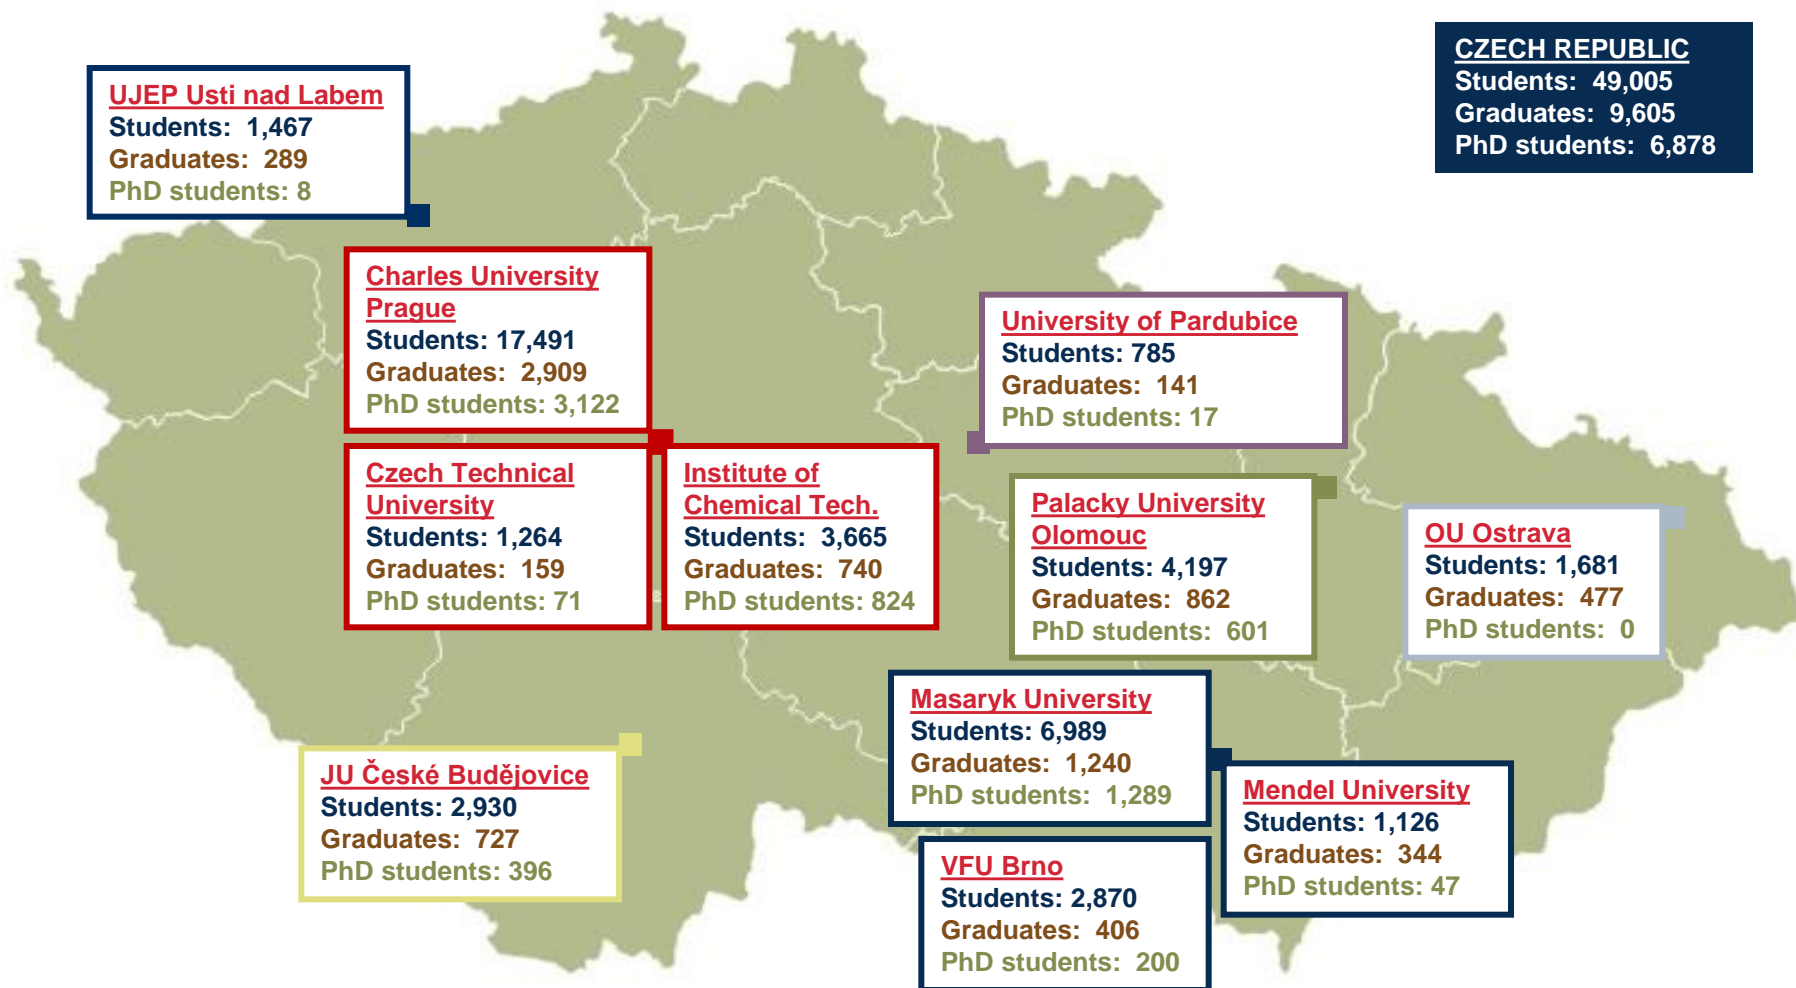 CZECH REPUBLIC
Students: 49,005
Graduates: 9,605
PhD students: 6,878
UJEP Usti nad Labem
Students: 1,467
Graduates: 289
PhD students: 8
Charles University
Prague
Students: 17,491
Graduates: 2,909
PhD students: 3,122
University of Pardubice
Students: 785
Graduates: 141
PhD students: 17
Czech Technical
University
Students: 1,264
Graduates: 159
PhD students: 71
Institute of
Chemical Tech.
Students: 3,665
Graduates: 740
PhD students: 824
Palacky University
Olomouc
Students: 4,197
Graduates: 862
PhD students: 601
OU Ostrava
Students: 1,681
Graduates: 477
PhD students: 0
Masaryk University
Students: 6,989
Graduates: 1,240
PhD students: 1,289
JU České Budějovice
Students: 2,930
Graduates: 727
PhD students: 396
Mendel University
Students: 1,126
Graduates: 344
PhD students: 47
VFU Brno
Students: 2,870
Graduates: 406
PhD students: 200